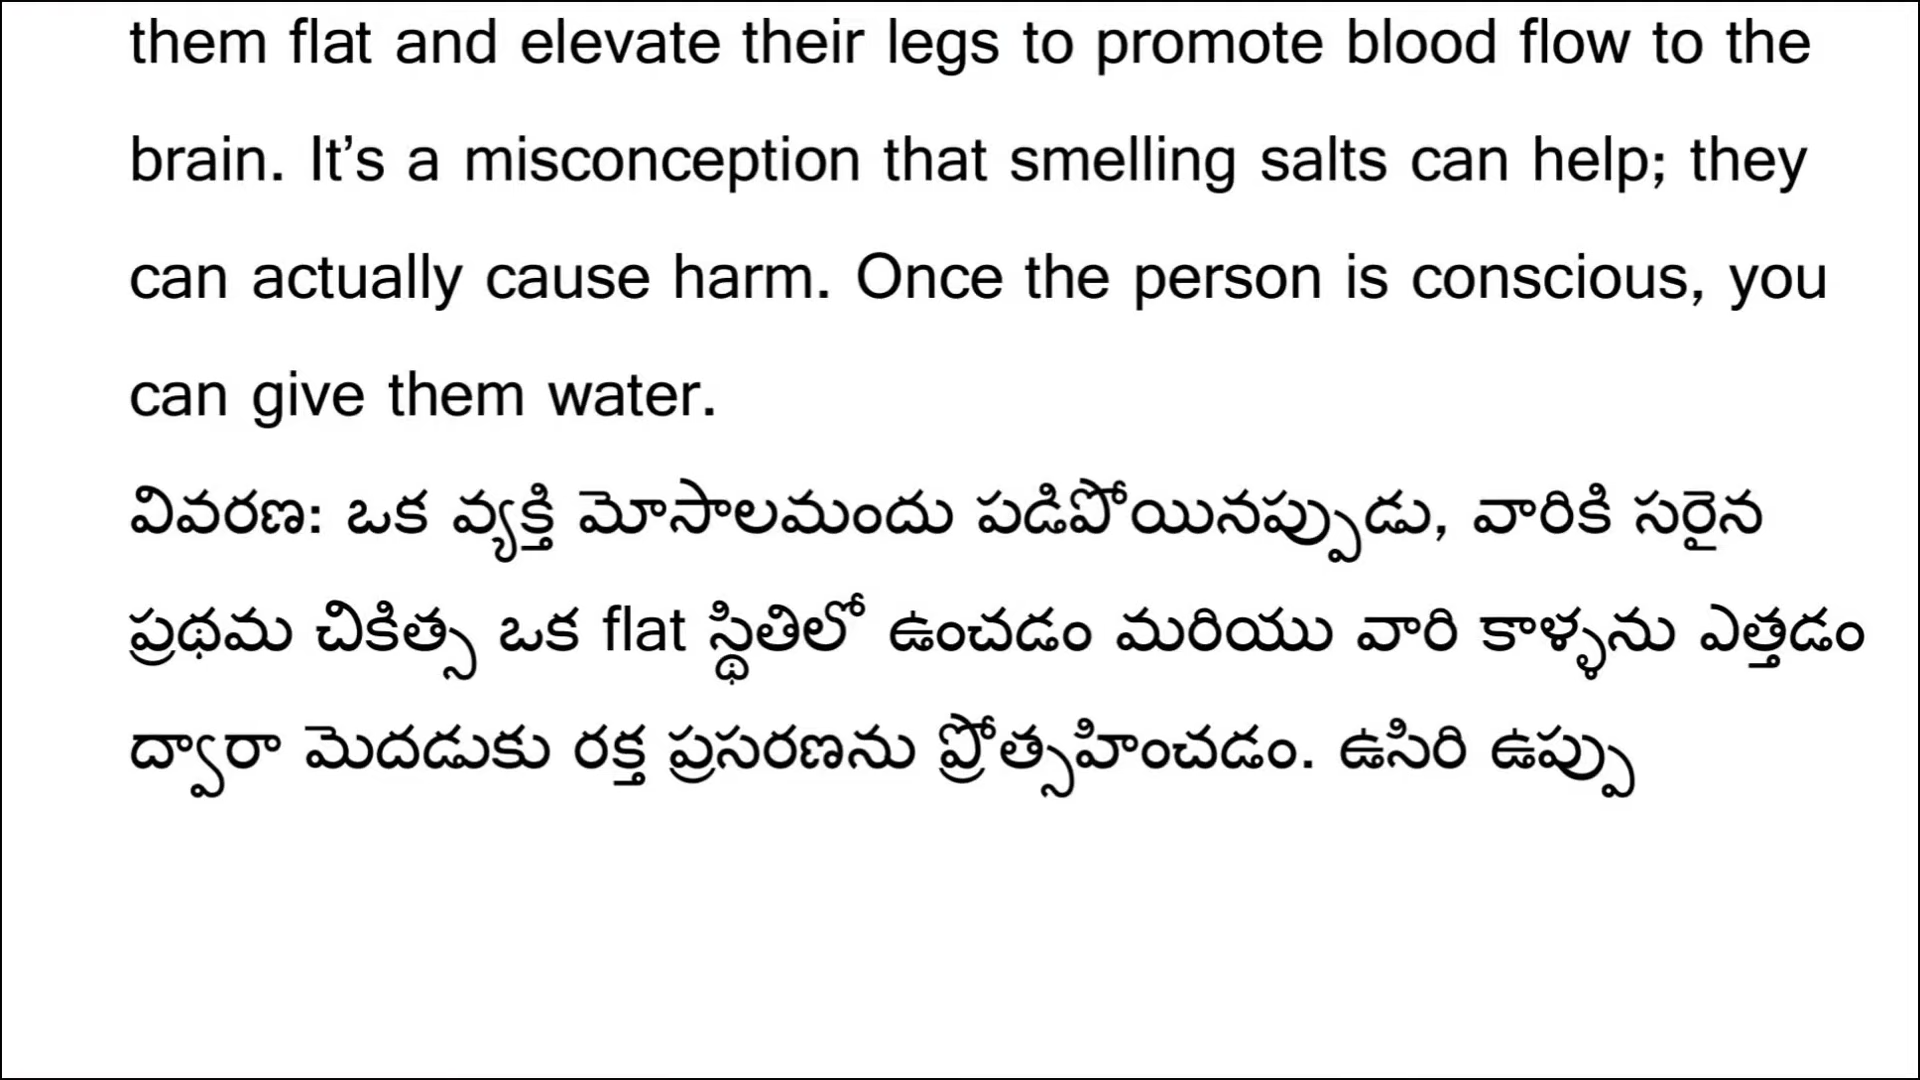 them flat and elevate their legs to promote blood flow to the
brain. It’s a misconception that smelling salts can help; they
can actually cause harm. Once the person is conscious, you
can give them water.
వివరణ: ఒక వ్యక్తి మోసాలమందు పడిపోయినప్పుడు, వారికి సరైన
ప్రథమ చికిత్స ఒక flat స్థితిలో ఉంచడం మరియు వారి కాళ్ళను ఎత్తడం
ద్వారా మెదడుకు రక్త ప్రసరణను ప్రోత్సహించడం. ఉసిరి ఉప్పు